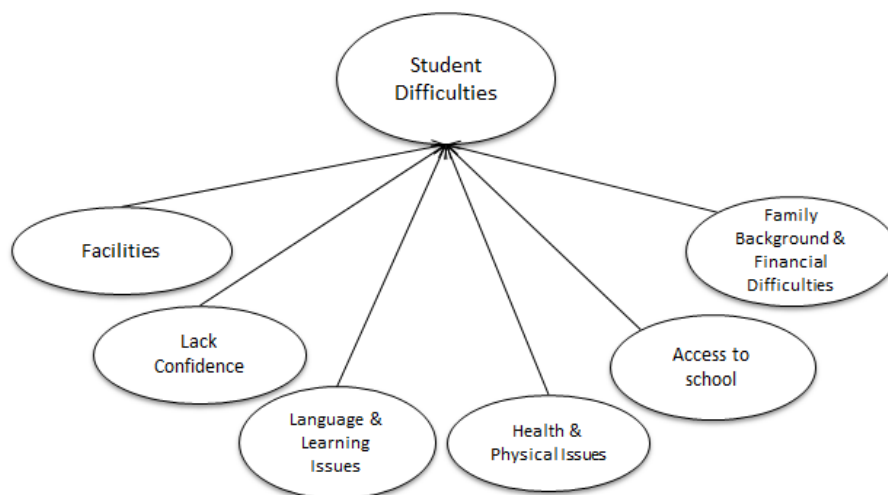 Student
Difficulties
Facilities
Lack
Confidence
Language &
Learning
Issues
Health &
Physical Issues
Access to
school
Family
Background &
Financial
Difficulties